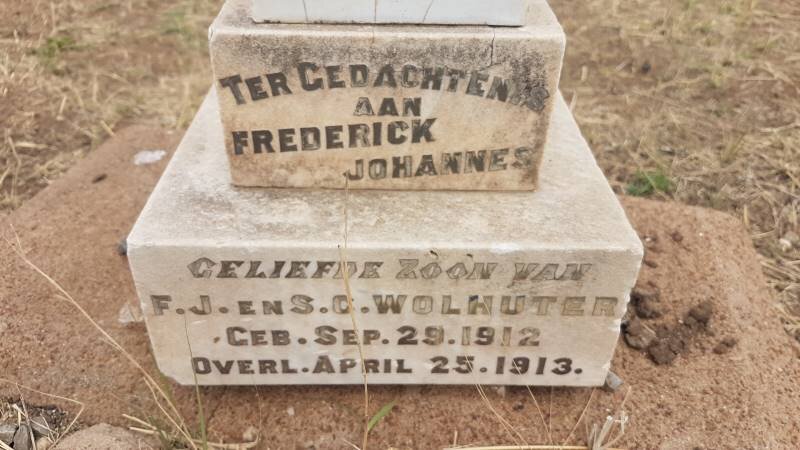 TER GEDACHTENIS
AAN
FREDERICK
JOHANNES
GELIEFDE ZOON VAN
F.J. EN S.C. WOLHUTER
GEB. SEP. 29. 1912
OVERL. APRIL 25. 1913.